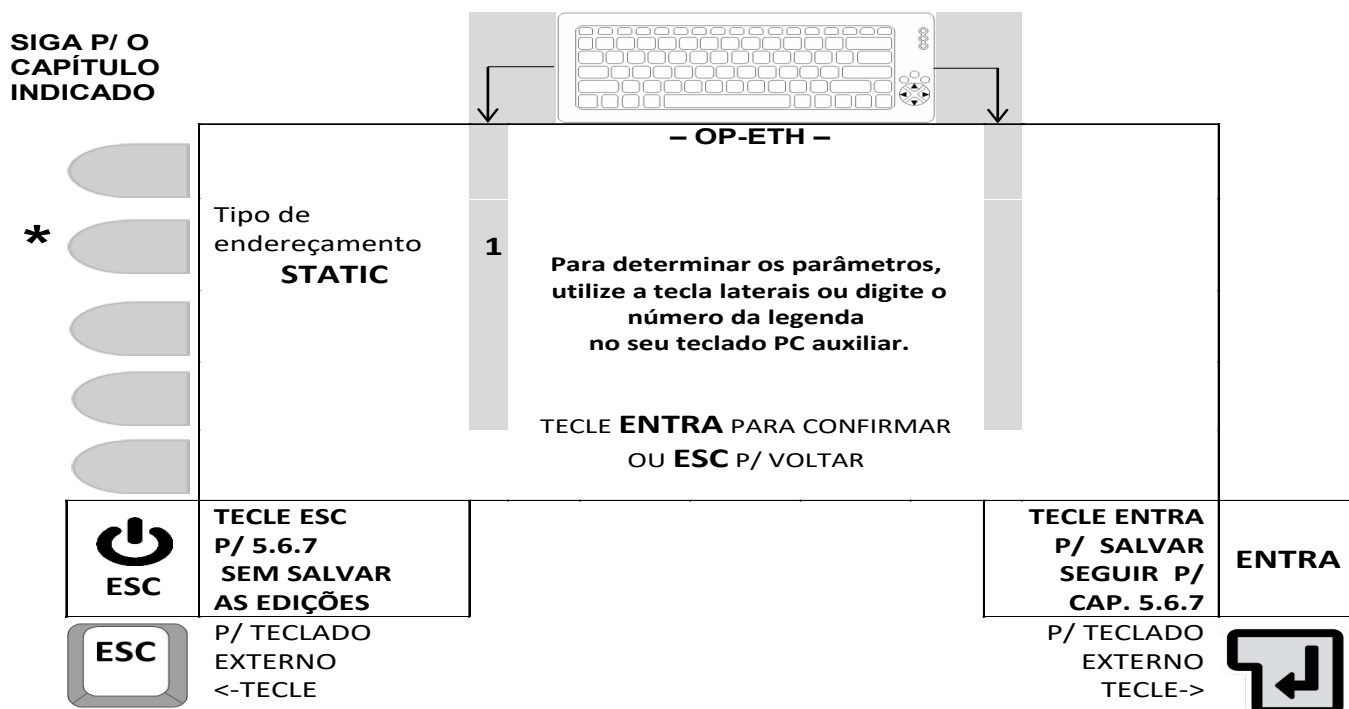 SIGA P/ O
CAPÍTULO
INDICADO
– OP-ETH –
*
Tipo de
endereçamento
STATIC
1
Para determinar os parâmetros,
utilize a tecla laterais ou digite o
número da legenda
no seu teclado PC auxiliar.
TECLE ENTRA PARA CONFIRMAR
OU ESC P/ VOLTAR
ESC
TECLE ESC
P/ 5.6.7
SEM SALVAR
AS EDIÇÕES
TECLE ENTRA
P/ SALVAR
SEGUIR P/
CAP. 5.6.7
ENTRA
ESC
P/ TECLADO
EXTERNO
<-TECLE
P/ TECLADO
EXTERNO
TECLE->